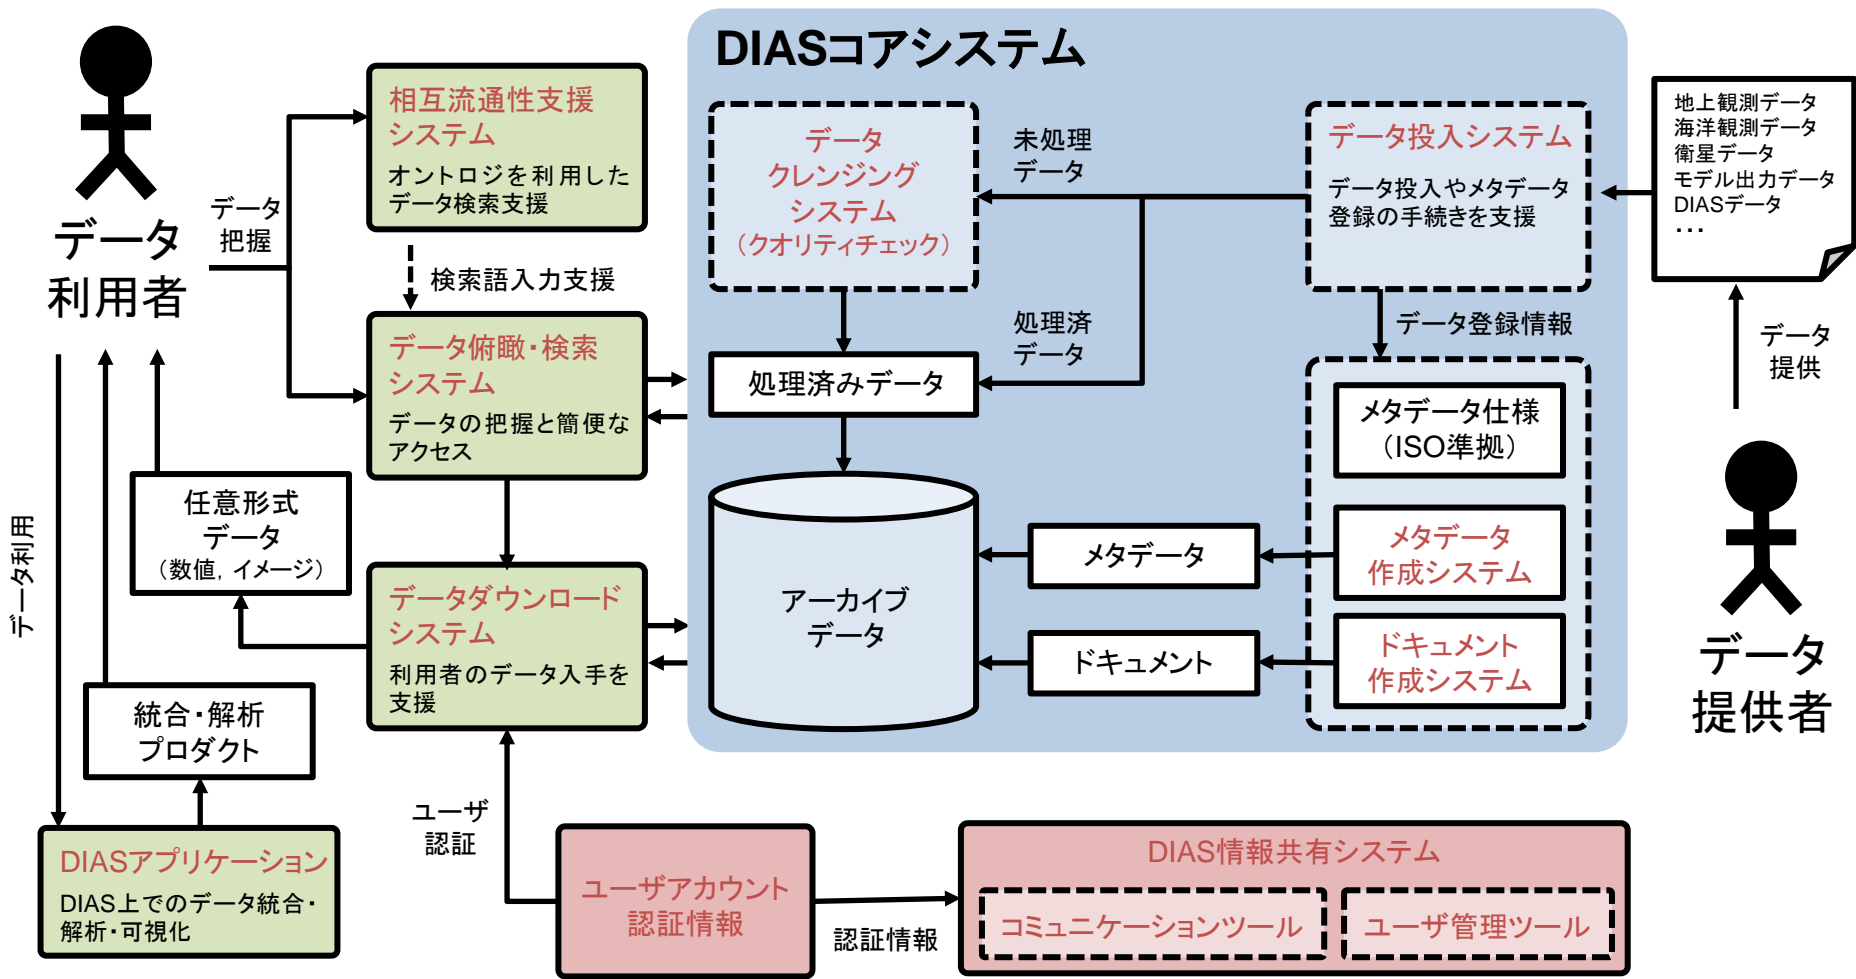 DIASコアシステム
データ
利用者
データ
把握
相互流通性支援
システム
オントロジを利用した
データ検索支援
検索語入力支援
データ俯瞰・検索
システム
データの把握と簡便な
アクセス
データ
クレンジング
システム
（クオリティチェック）
未処理
データ
処理済
データ
データ投入システム
データ投入やメタデータ
登録の手続きを支援
地上観測データ
海洋観測データ
衛星データ
モデル出力データ
DIASデータ
・・・
データ
提供
データ登録情報
処理済みデータ
メタデータ仕様
（ISO準拠）
任意形式
データ
（数値，イメージ）
データ利用
データダウンロード
システム
利用者のデータ入手を
支援
アーカイブ
データ
メタデータ
メタデータ
作成システム
ドキュメント
ドキュメント
作成システム
データ
提供者
統合・解析
プロダクト
ユーザ
認証
DIASアプリケーション
DIAS上でのデータ統合・
解析・可視化
ユーザアカウント
認証情報
認証情報
DIAS情報共有システム
コミュニケーションツール
ユーザ管理ツール